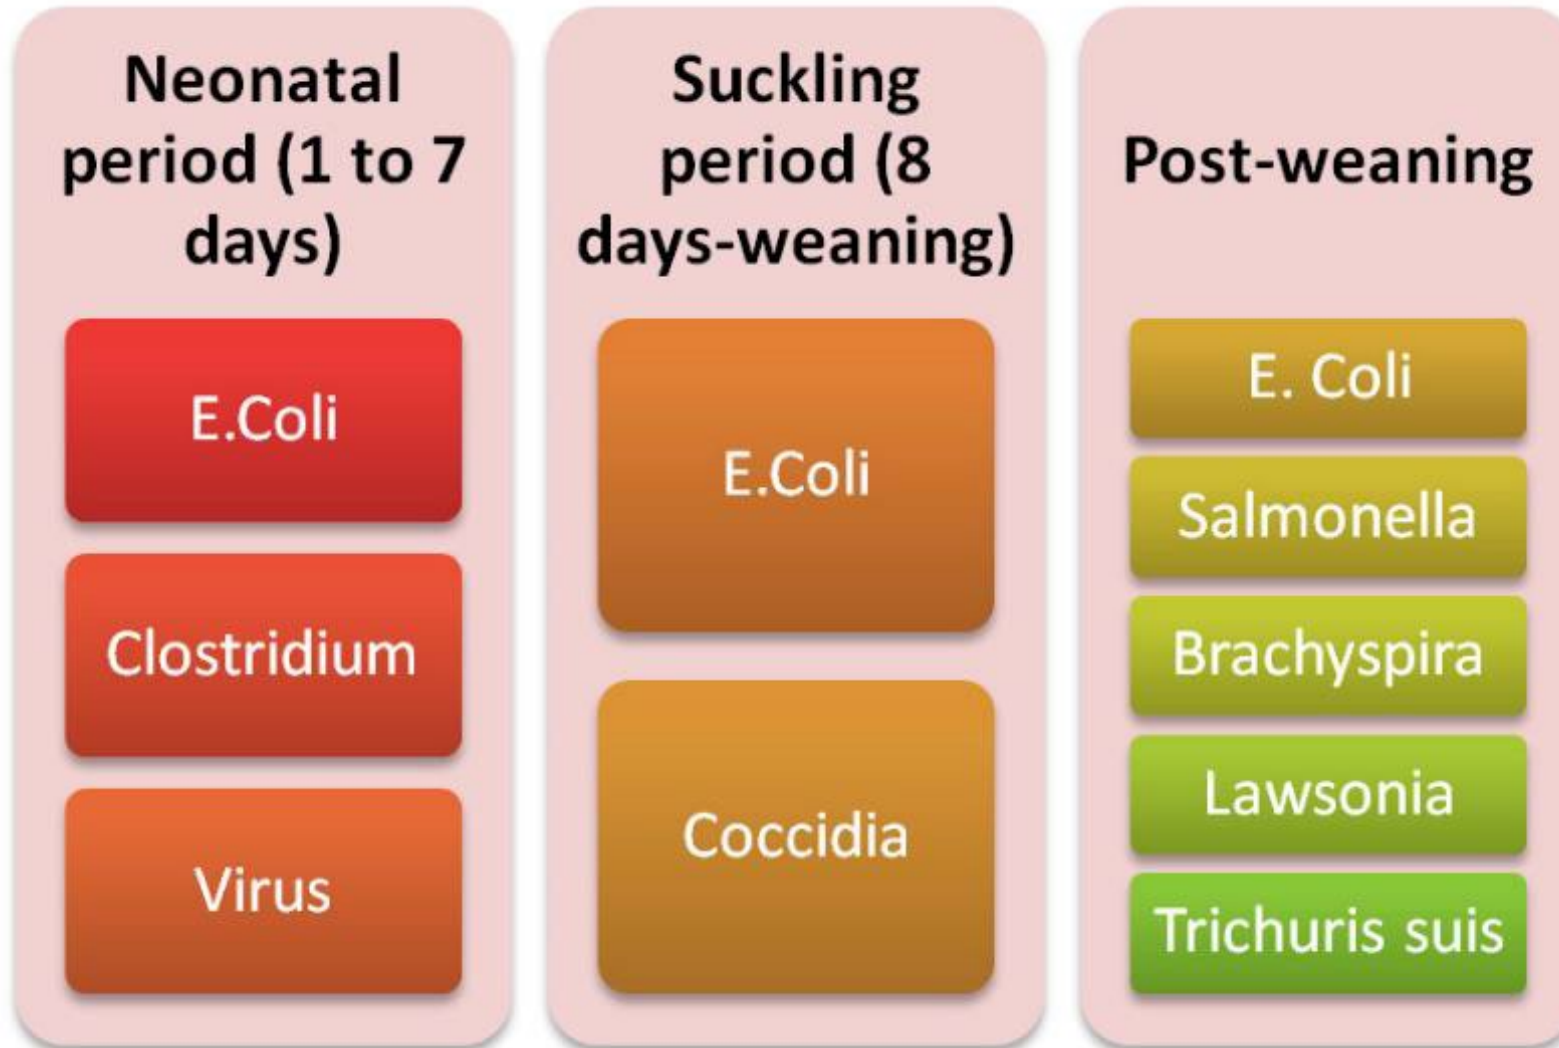 Neonatal
period (1 to 7
days)
E.Coli
Clostridium
Virus
Suckling
period (8
days-weaning)
E.Coli
Coccidia
Post-weaning
E. Coli
Salmonella
Brachyspira
Lawsonia
Trichuris suis